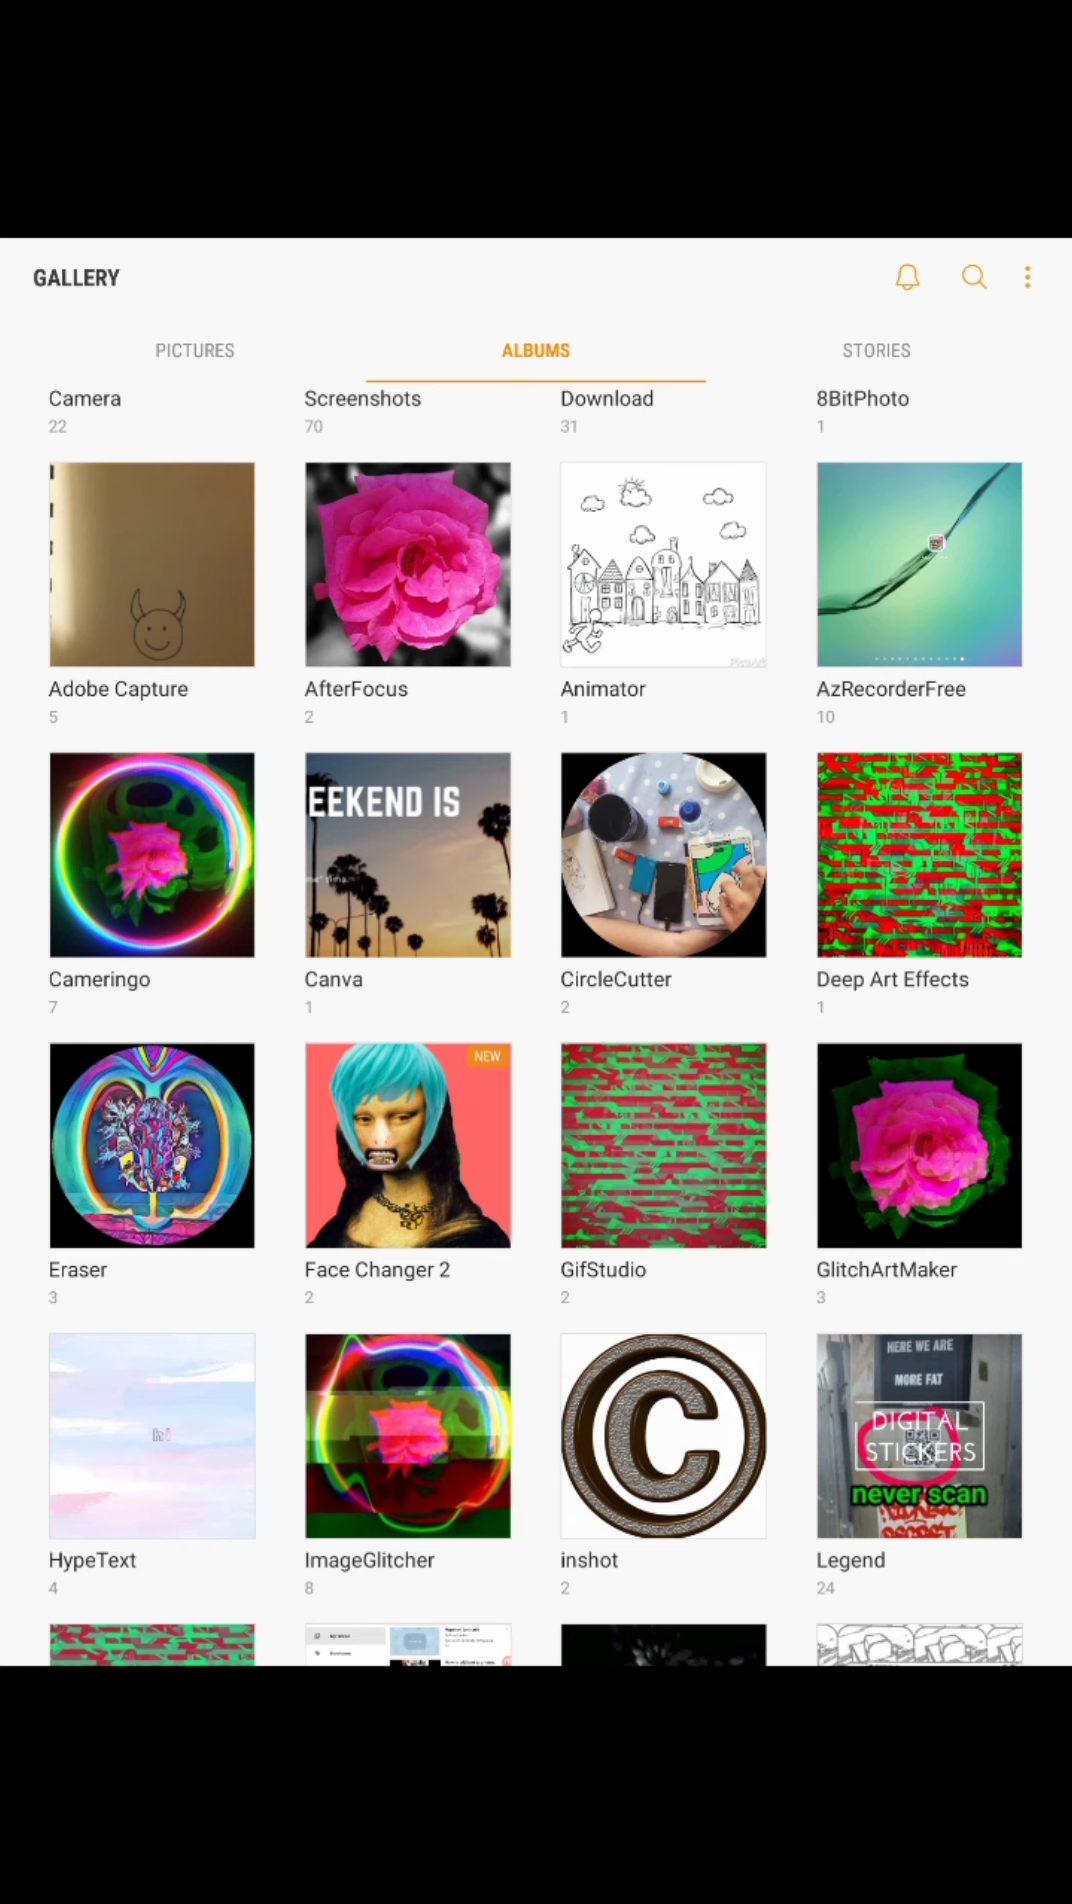 GALLERY
PICTURES ALBUMS STORIES
Camera Screenshots Download 8BitPhoto
22 70 31 1
PicsArt
Adobe Capture AfterFocus Animator AzRecorderFree
5 2 1 10
EEKEND IS
Cameringo Canva CircleCutter Deep Art Effects
7 1 2 1
NEW
Eraser Face Changer 2 GifStudio GlitchArtMaker
3 2 2 3
HERE WE ARE
MORE FAT
C
DIGITAL
STICKERS
never scan
HypeText ImageGlitcher inshot Legend
4 8 2 24